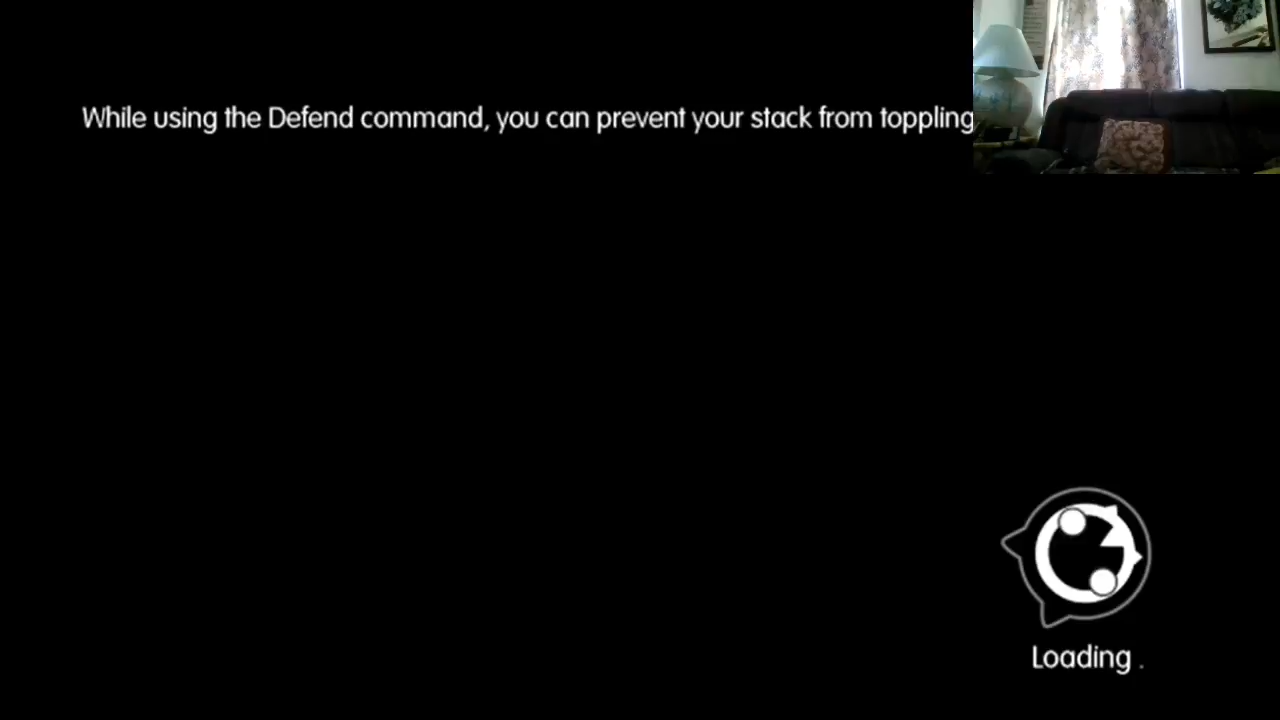 While using the Defend command, you can prevent your stack from toppling
Loading .